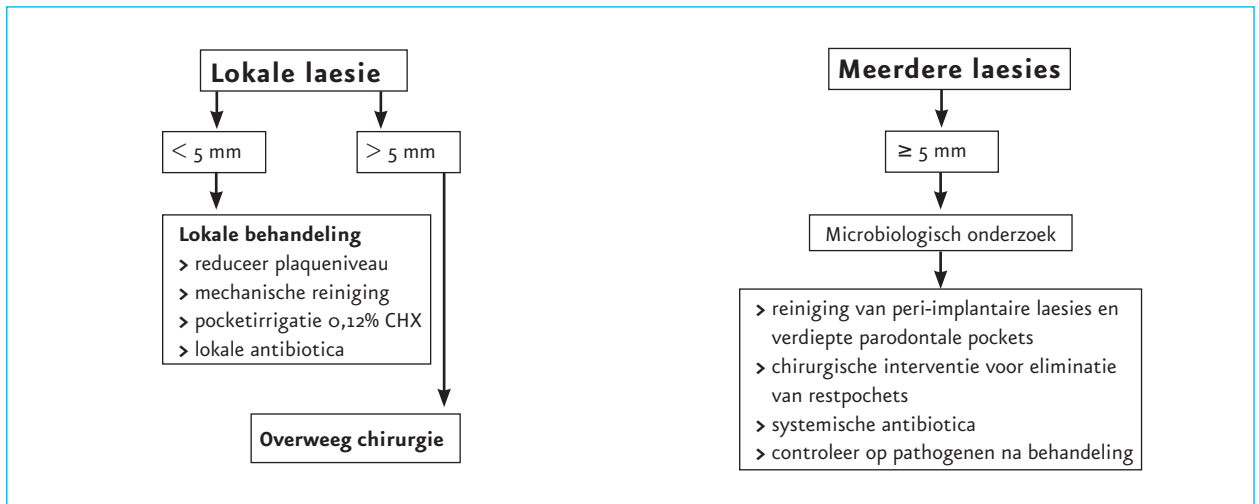 Lokale laesie
< 5 mm
> 5 mm
Lokale behandeling
> reduceer plaqueniveau
> mechanische reiniging
> pocketirrigatie 0,12% CHX
> lokale antibiotica
Overweeg chirurgie
Meerdere laesies
≥ 5 mm
Microbiologisch onderzoek
> reiniging van peri-implantaire laesies en
verdiepte parodontale pockets
> chirurgische interventie voor eliminatie
van restpochets
> systemische antibiotica
> controleer op pathogenen na behandeling